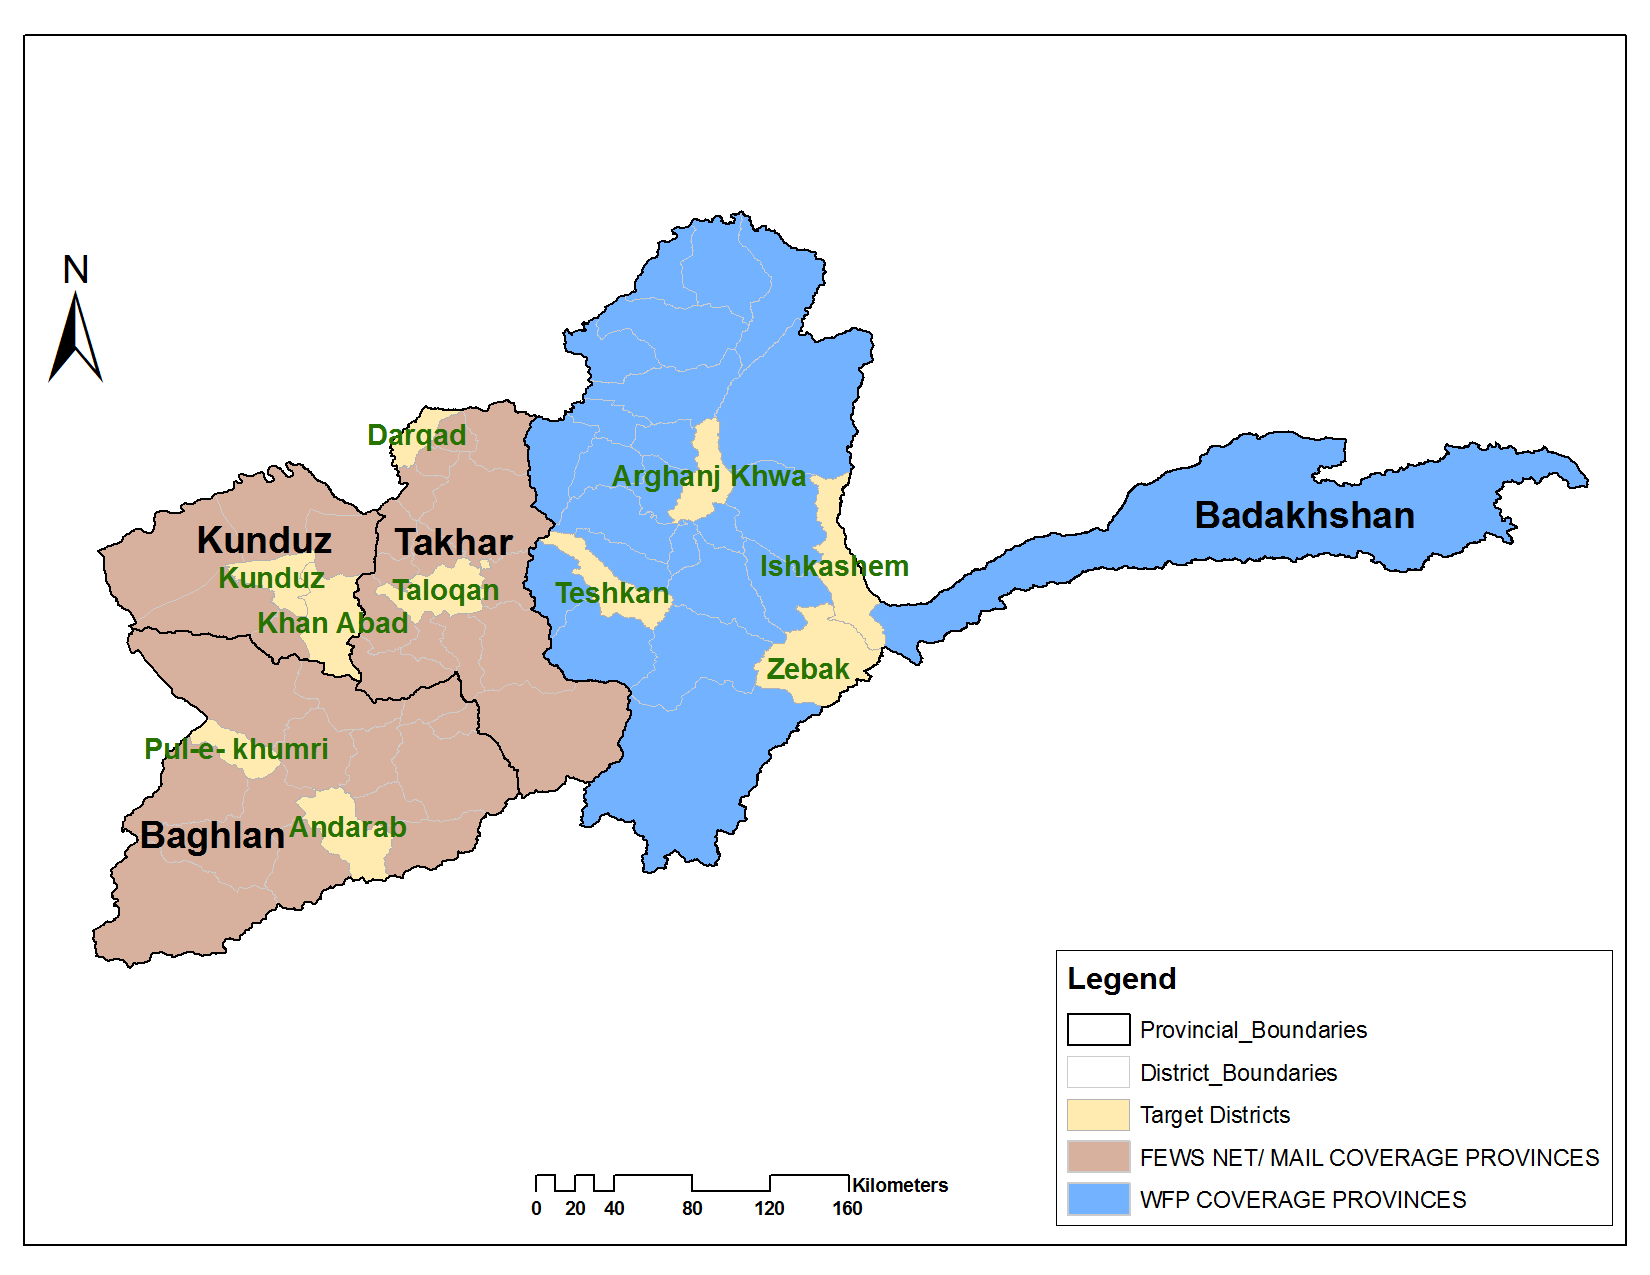 N
Darqad
Arghanj Khwa
Badakhshan
Kunduz
Takhar
Ishkashem
Kunduz
Taloqan
Teshkan
Khan Abad
Zebak
Pul-e- khumri
Baghlan
Andarab
Legend
Provincial_Boundaries
District_Boundaries
Target Districts
FEWS NET/ MAIL COVERAGE PROVINCES
WFP COVERAGE PROVINCES
Kilometers
0 20 40 80 120 160